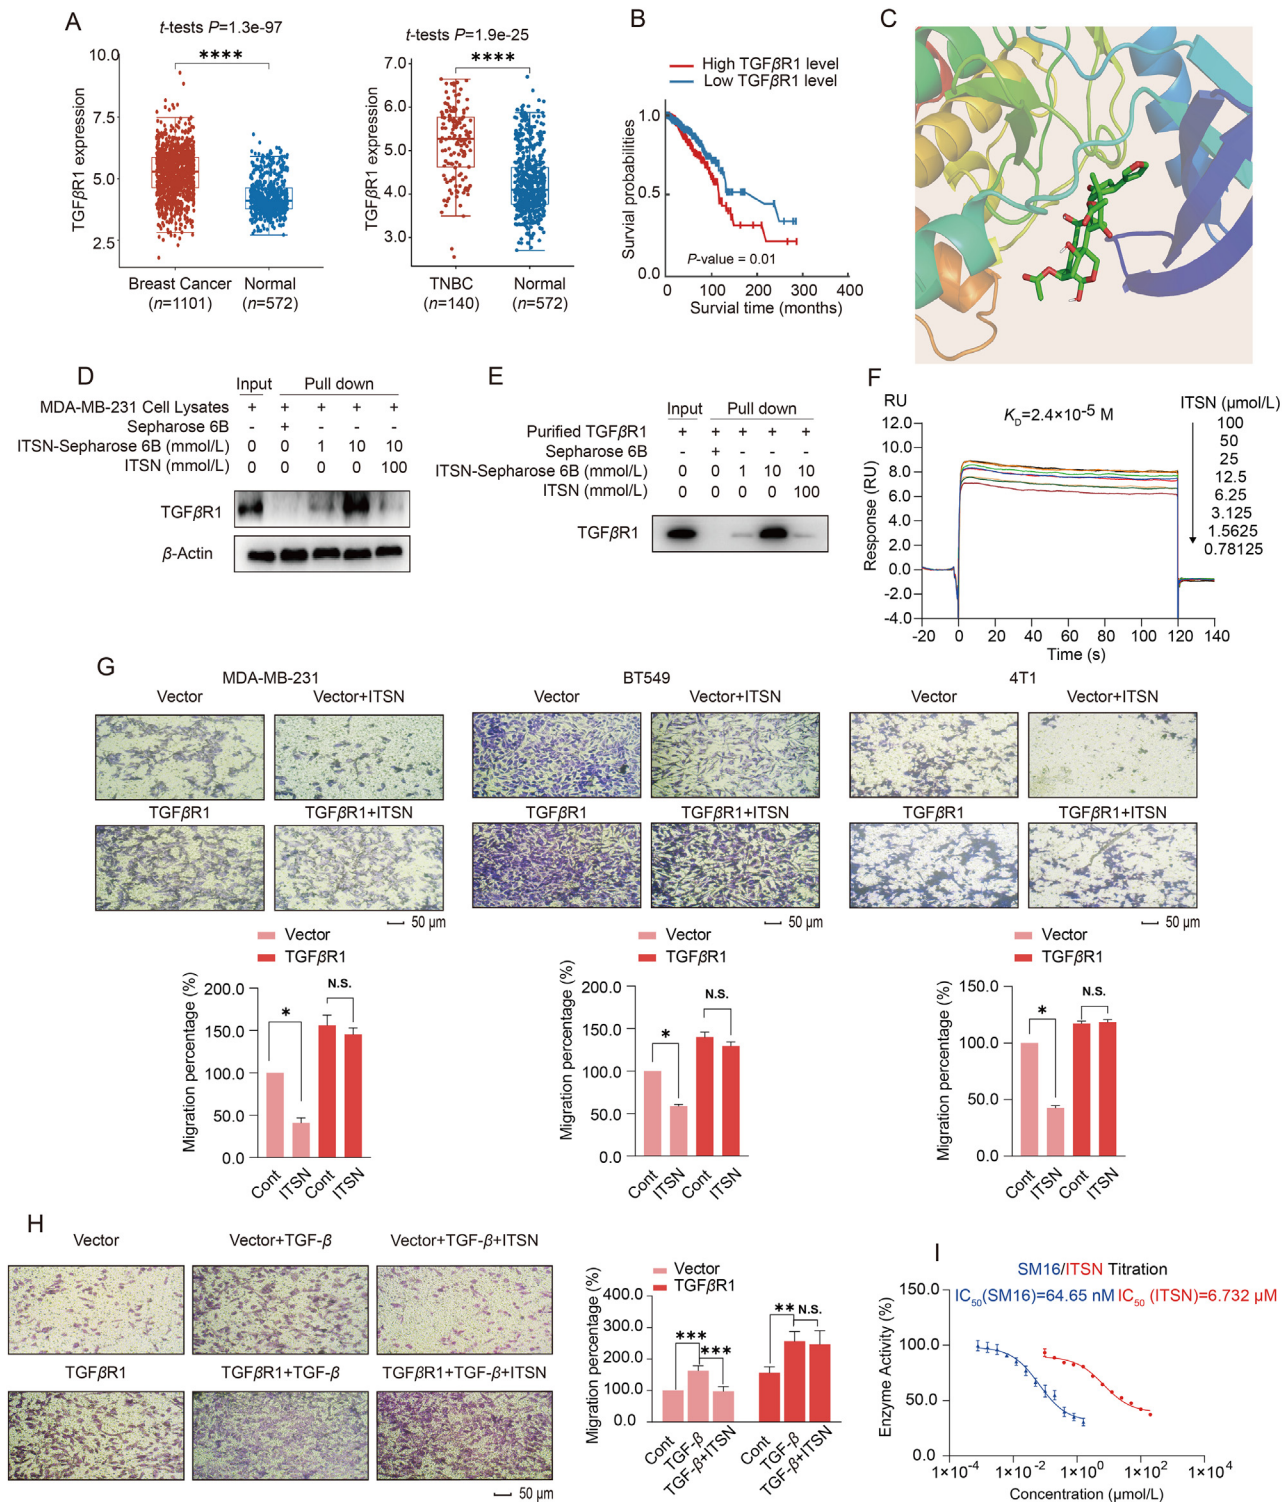 A
t-tests P=1.3e-97
****
TGFβR1 expression
10.0
7.5
5.0
2.5
Breast Cancer
(n=1101)
Normal
(n=572)
t-tests P=1.9e-25
****
TGFβR1 expression
7.0
6.0
5.0
4.0
3.0
TNBC
(n=140)
Normal
(n=572)
B
High TGFβR1 level
Low TGFβR1 level
Survival probabilities
1.0
0.5
0.0
P-value = 0.01
0 100 200 300 400
Survial time (months)
C
D
Input Pull down
MDA-MB-231 Cell Lysates + + + + +
Sepharose 6B - + - - -
ITSN-Sepharose 6B (mmol/L) 0 0 1 10 10
ITSN (mmol/L) 0 0 0 0 100
TGFβR1
β-Actin
E
Input Pull down
Purified TGFβR1 + + + + +
Sepharose 6B - + - - -
ITSN-Sepharose 6B (mmol/L) 0 0 1 10 10
ITSN (mmol/L) 0 0 0 0 100
TGFβR1
F
RU
K_D=2.4×10⁻⁵ M
Response (RU)
12.0
10.0
8.0
6.0
4.0
2.0
0.0
-2.0
-4.0
-20 0 20 40 60 80 100 120 140
Time (s)
ITSN (μmol/L)
100
50
25
12.5
6.25
3.125
1.5625
0.78125
G
MDA-MB-231
Vector Vector+ITSN
TGFβR1 TGFβR1+ITSN
50 μm
BT549
Vector Vector+ITSN
TGFβR1 TGFβR1+ITSN
50 μm
4T1
Vector Vector+ITSN
TGFβR1 TGFβR1+ITSN
50 μm
Vector
TGFβR1
Migration percentage (%)
200.0
150.0
100.0
50.0
0.0
*
N.S.
Cont ITSN Cont ITSN
Vector
TGFβR1
Migration percentage (%)
200.0
150.0
100.0
50.0
0.0
*
N.S.
Cont ITSN Cont ITSN
Vector
TGFβR1
Migration percentage (%)
150.0
100.0
50.0
0.0
*
N.S.
Cont ITSN Cont ITSN
H
Vector Vector+TGF-β Vector+TGF-β+ITSN
TGFβR1 TGFβR1+TGF-β TGFβR1+TGF-β+ITSN
50 μm
Vector
TGFβR1
Migration percentage (%)
400.0
300.0
200.0
100.0
0.0
***
***
**
N.S.
Cont TGF-β TGF-β+ITSN Cont TGF-β TGF-β+ITSN
I
SM16/ITSN Titration
IC₅₀(SM16)=64.65 nM IC₅₀ (ITSN)=6.732 μM
Enzyme Activity (%)
150.0
100.0
50.0
0.0
1×10⁻⁴ 1×10⁻² 1×10⁰ 1×10⁺² 1×10⁺⁴
Concentration (μmol/L)